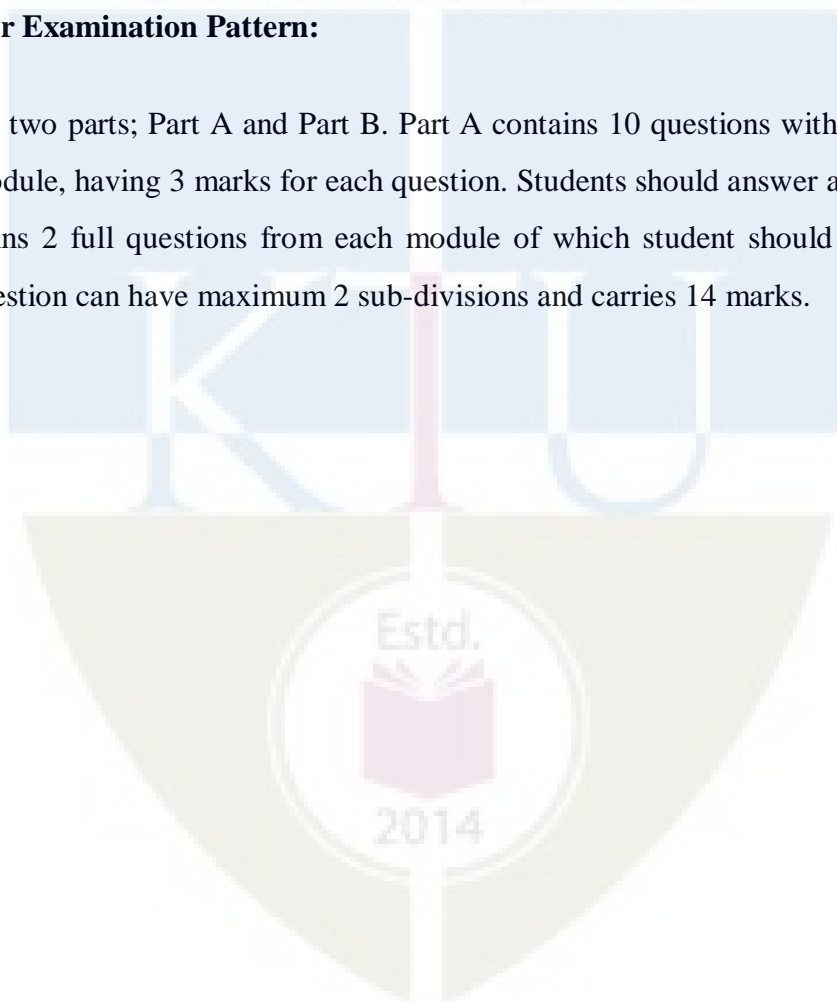 r Examination Pattern:
two parts; Part A and Part B. Part A contains 10 questions with
odule, having 3 marks for each question. Students should answer a
ns 2 full questions from each module of which student should
estion can have maximum 2 sub-divisions and carries 14 marks.
KTU
Estd.
2014